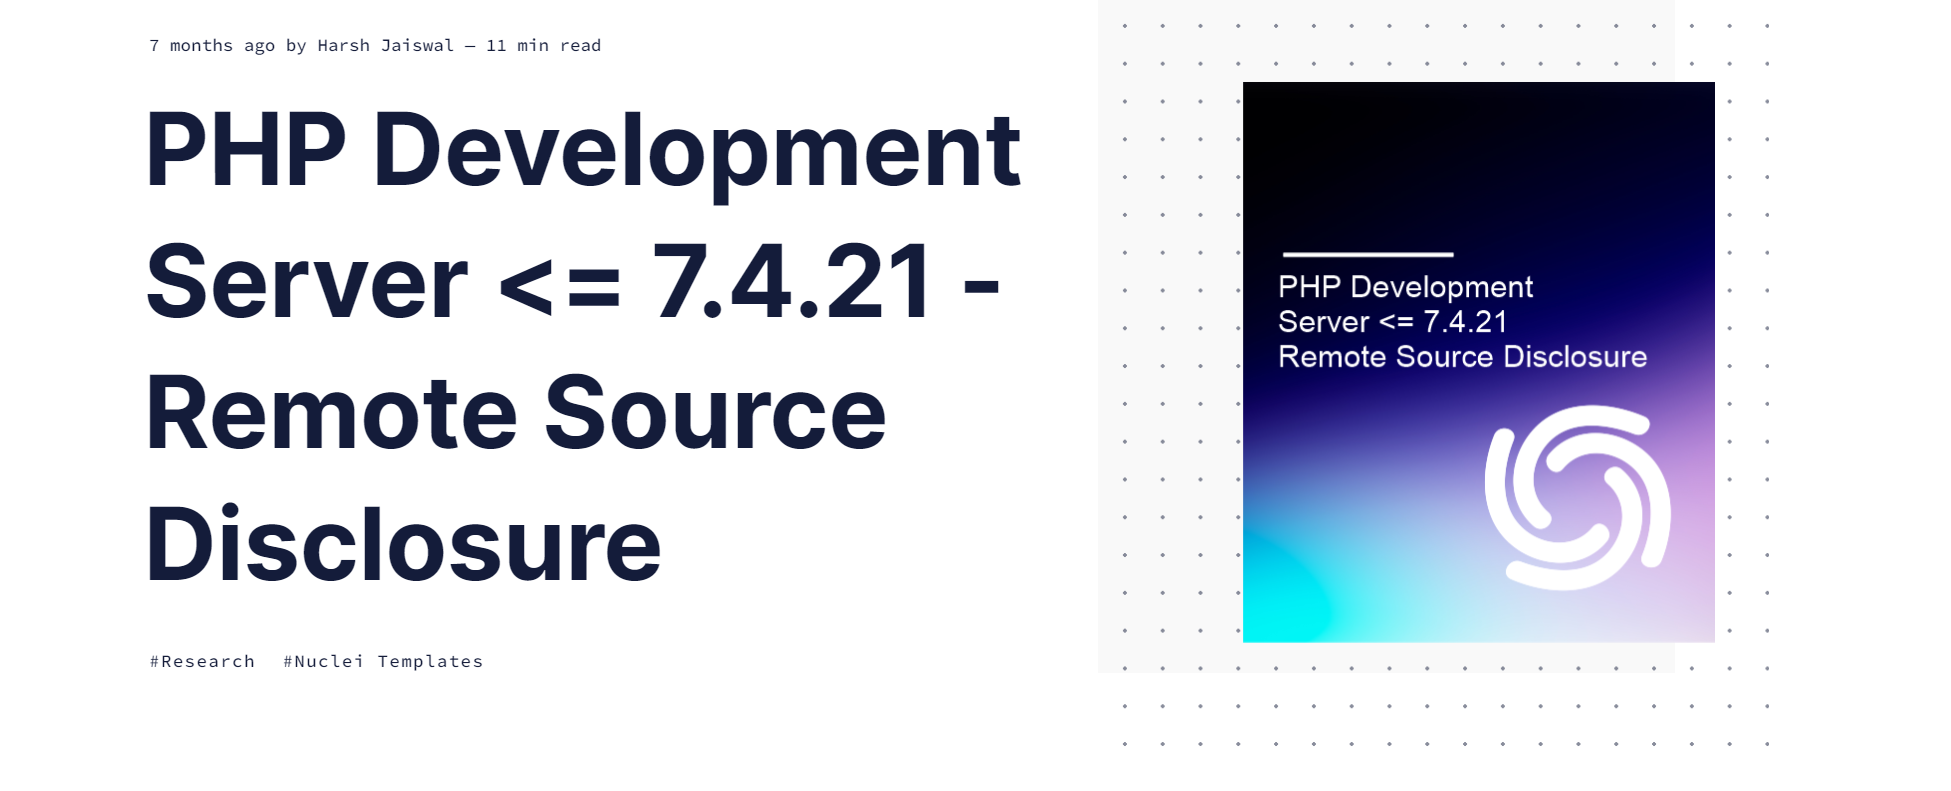 7 months ago by Harsh Jaiswal — 11 min read
PHP Development
Server <= 7.4.21 -
Remote Source
Disclosure
#Research #Nuclei Templates
PHP Development
Server <= 7.4.21
Remote Source Disclosure